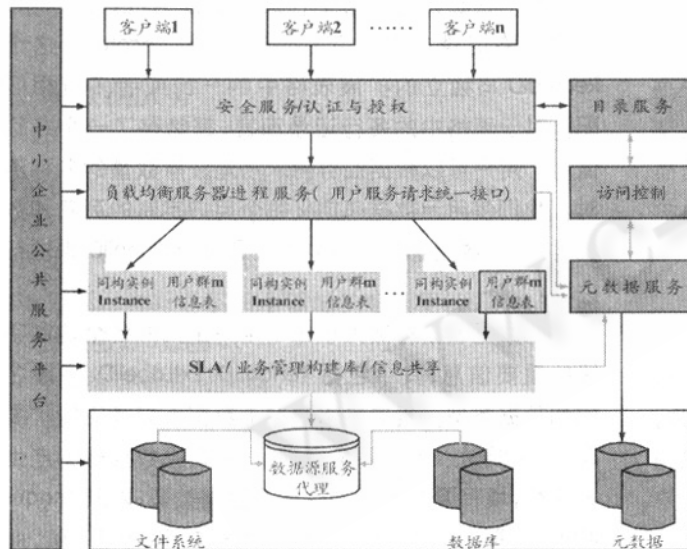 客户端1
客户端2
……
客户端n
中小企业公共服务平台
安全服务/认证与授权
目录服务
负载均衡服务器/进程服务( 用户服务请求统一接口)
访问控制
同构实例
Instance
用户群m
信息表
同构实例
Instance
用户群m
信息表
…
同构实例
Instance
用户群m
信息表
元数据服务
SLA / 业务管理构建库 / 信息共享
数据源服务
代理
文件系统
数据库
元数据